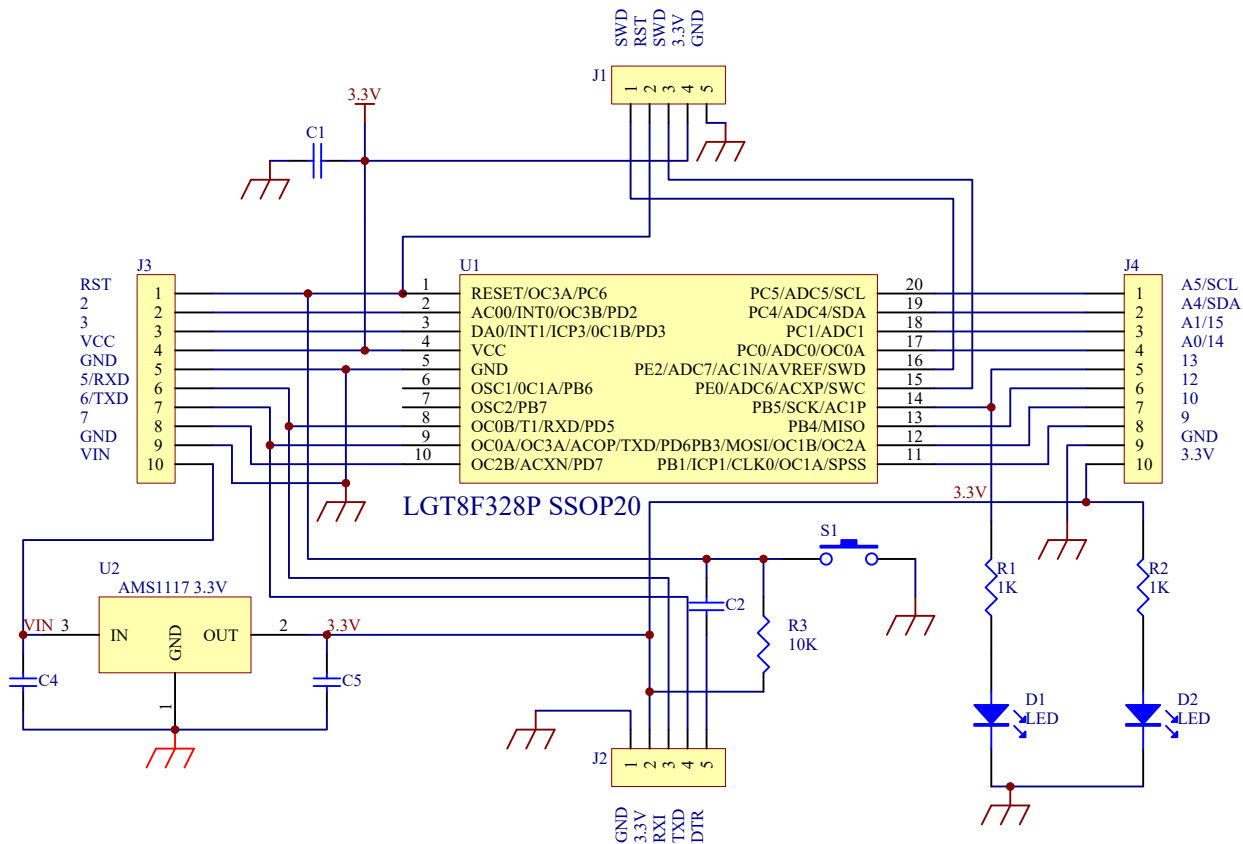 SWD
RST
SWD
3.3V
GND
J1
1 2 3 4 5
3.3V
C1
J3
RST
2
3
VCC
GND
5/RXD
6/TXD
7
GND
VIN
1
2
3
4
5
6
7
8
9
10
U1
1 RESET/OC3A/PC6 PC5/ADC5/SCL 20
2 AC00/INT0/OC3B/PD2 PC4/ADC4/SDA 19
3 DA0/INT1/ICP3/0C1B/PD3 PC1/ADC1 18
4 VCC PC0/ADC0/OC0A 17
5 GND PE2/ADC7/AC1N/AVREF/SWD 16
6 OSC1/0C1A/PB6 PE0/ADC6/ACXP/SWC 15
7 OSC2/PB7 PB5/SCK/AC1P 14
8 OC0B/T1/RXD/PD5 PB4/MISO 13
9 OC0A/OC3A/ACOP/TXD/PD6PB3/MOSI/OC1B/OC2A 12
10 OC2B/ACXN/PD7 PB1/ICP1/CLK0/OC1A/SPSS 11
LGT8F328P SSOP20
J4
1
2
3
4
5
6
7
8
9
10
A5/SCL
A4/SDA
A1/15
A0/14
13
12
10
9
GND
3.3V
3.3V
S1
U2
AMS1117 3.3V
VIN 3 IN GND OUT 2 3.3V
1
C4
C5
C2
R3
10K
R1
1K
R2
1K
D1
LED
D2
LED
J2
1 2 3 4 5
GND
3.3V
RXI
TXD
DTR